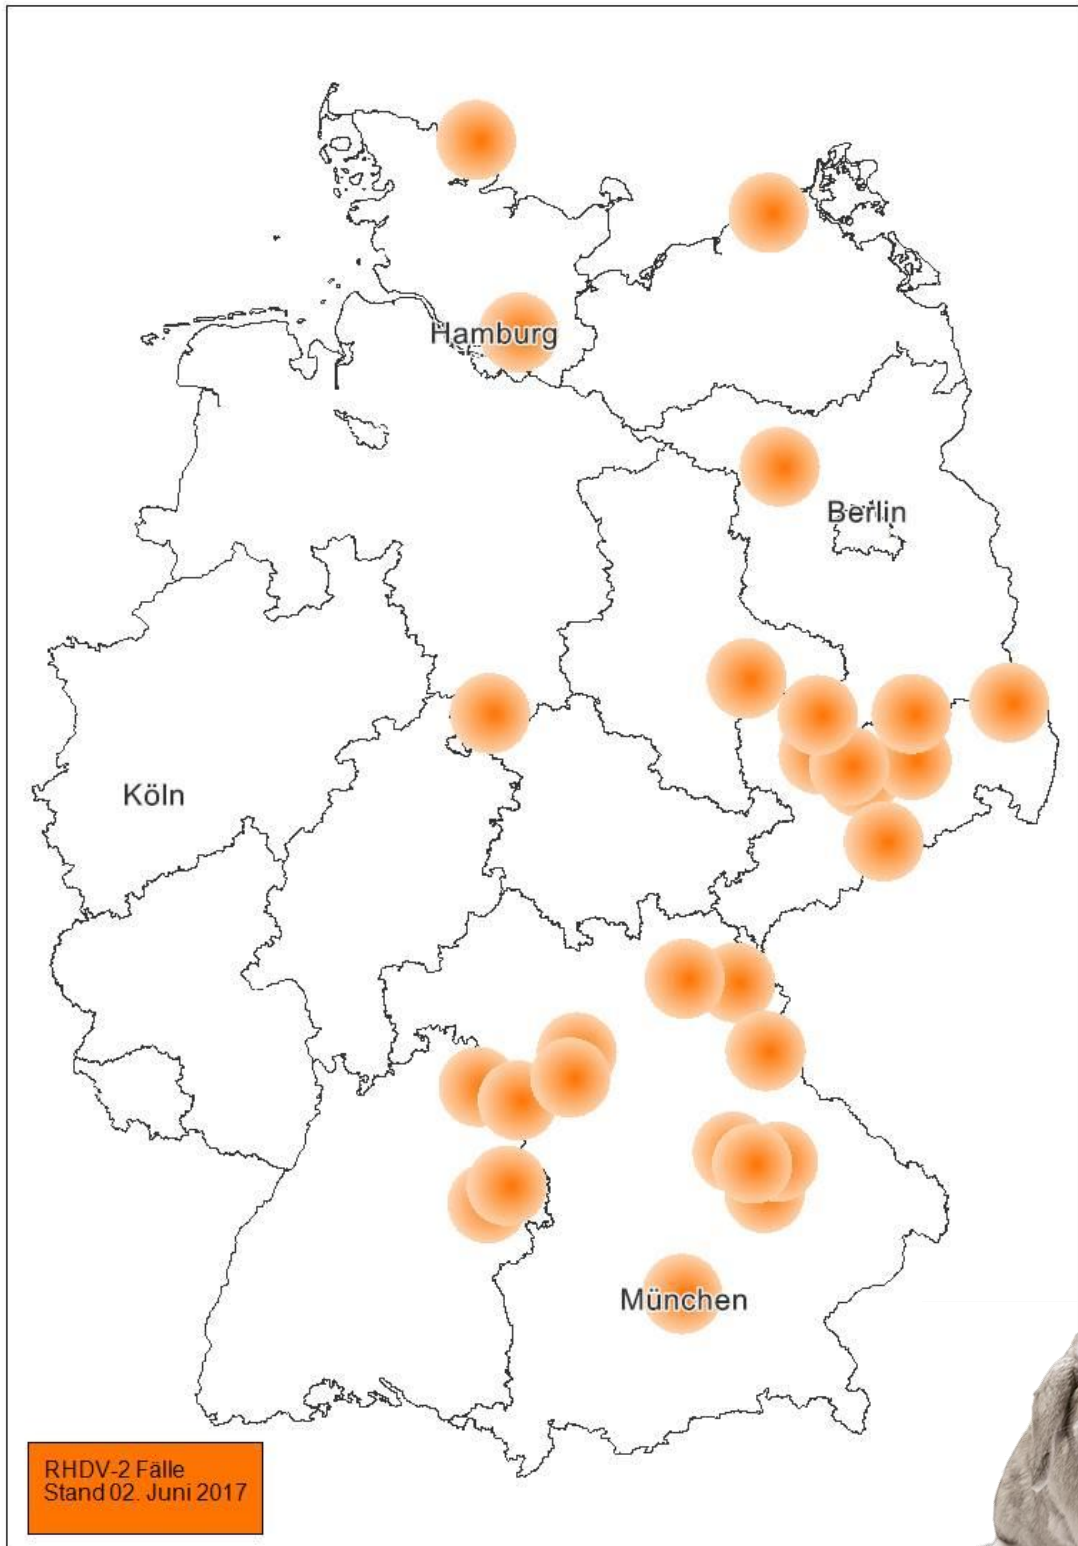 Hamburg
Berlin
Köln
München
RHDV-2 Fälle
Stand 02. Juni 2017